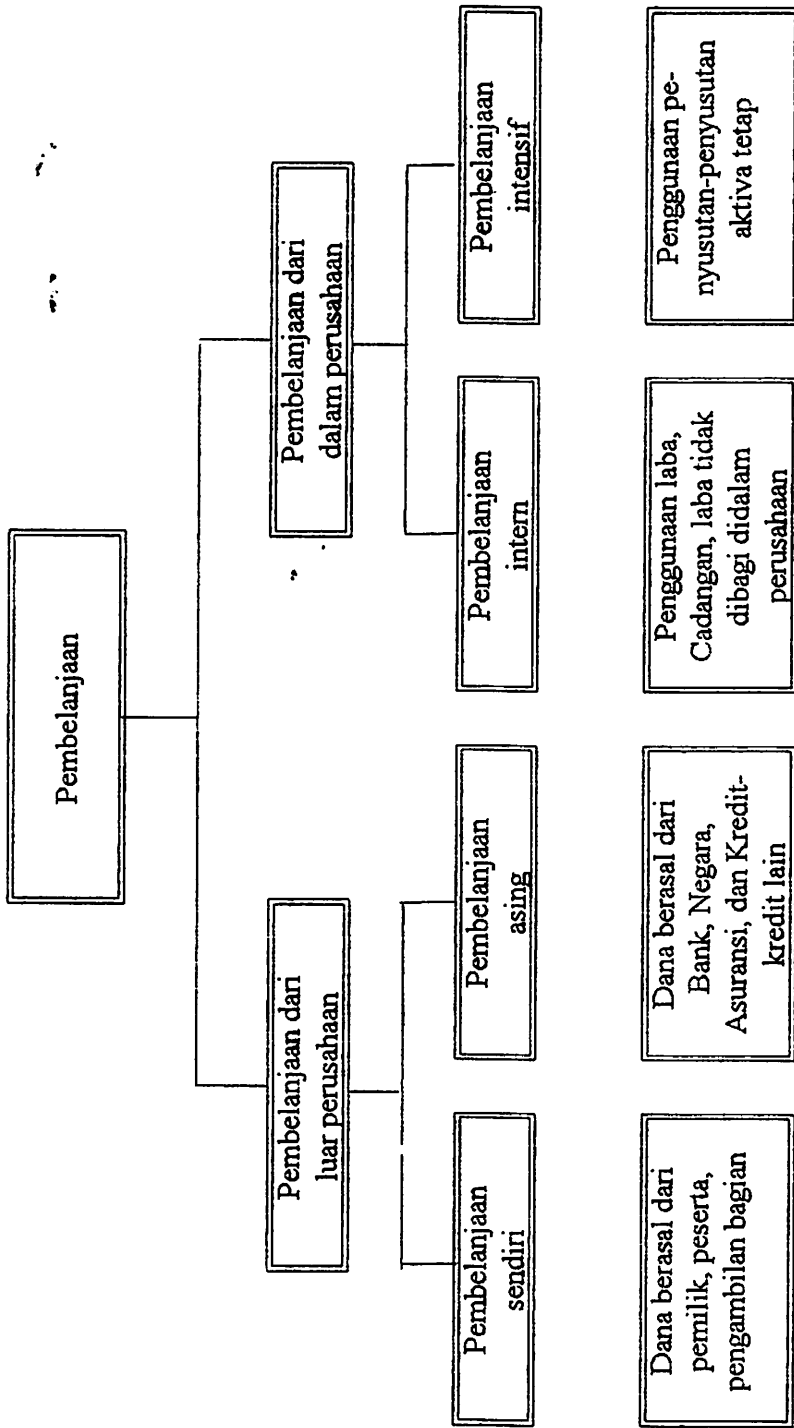 Pembelanjaan
Pembelanjaan dari
luar perusahaan
Pembelanjaan dari
dalam perusahaan
Pembelanjaan
sendiri
Pembelanjaan
asing
Pembelanjaan
intern
Pembelanjaan
intensif
Dana berasal dari
pemilik, peserta,
pengambilan bagian
Dana berasal dari
Bank, Negara,
Asuransi, dan Kredit-
kredit lain
Penggunaan laba,
Cadangan, laba tidak
dibagi didalam
perusahaan
Penggunaan pe-
nyusutan-penyusutan
aktiva tetap